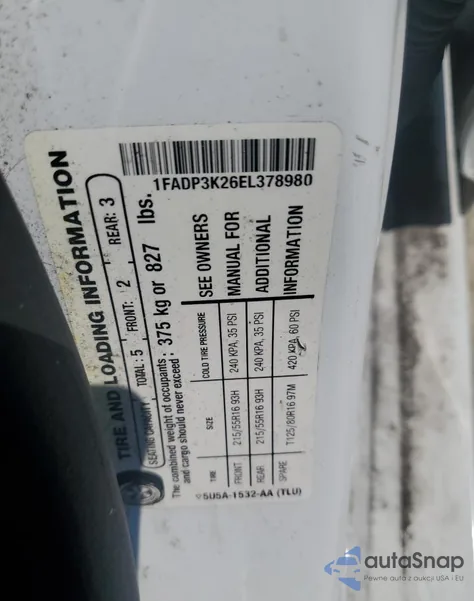 TIRE AND LOADING INFORMATION
SEATING CAPACITY TOTAL: 5 FRONT: 2 REAR: 3
The combined weight of occupants
and cargo should never exceed : 375 kg or 827 lbs.
TIRE SIZE COLD TIRE PRESSURE
FRONT 215/55R16 93H 240 KPA, 35 PSI
REAR 215/55R16 93H 240 KPA, 35 PSI
SPARE T125/80R16 97M 420 KPA, 60 PSI
SEE OWNERS
MANUAL FOR
ADDITIONAL
INFORMATION
5U5A-1532-AA (TLU)
1FADP3K26EL378980
autaSnap
Pewne auta z aukcji USA i EU